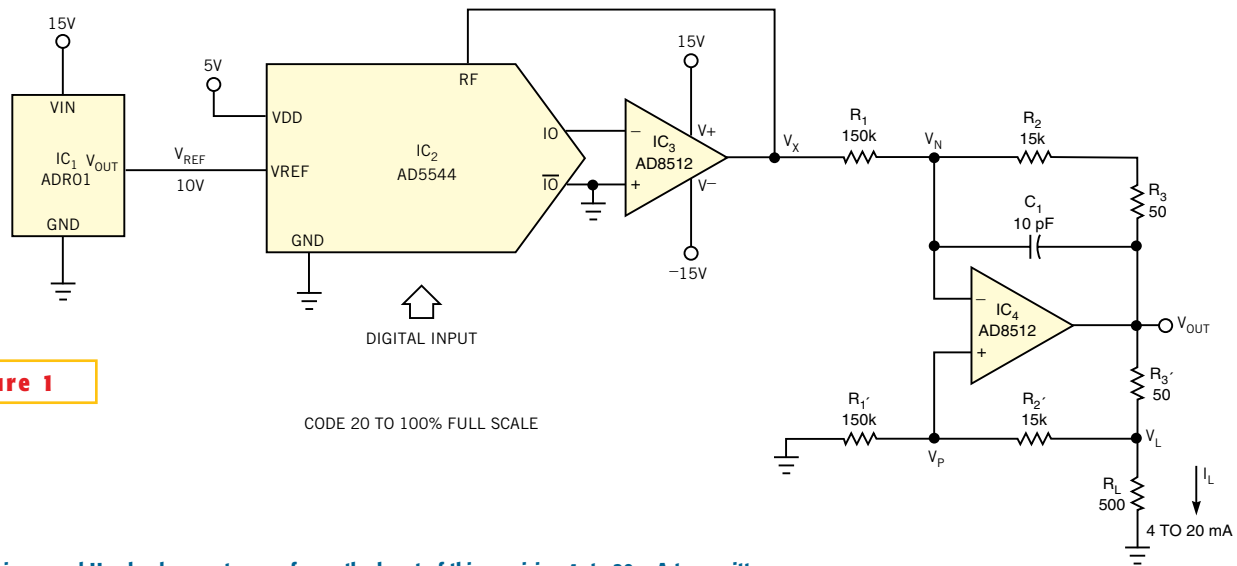 15V
VIN
IC1 VOUT
ADR01
GND
VREF
10V
5V
VDD
VREF
GND
RF
IC2
AD5544
IO
IO
DIGITAL INPUT
15V
V+
−
IC3
AD8512
+
V−
−15V
VX
R1
150k
VN
R2
15k
R3
50
C1
10 pF
−
IC4
AD8512
+
VOUT
R3′
50
R1′
150k
VP
R2′
15k
VL
RL
500
IL
4 TO 20 mA
ure 1
CODE 20 TO 100% FULL SCALE